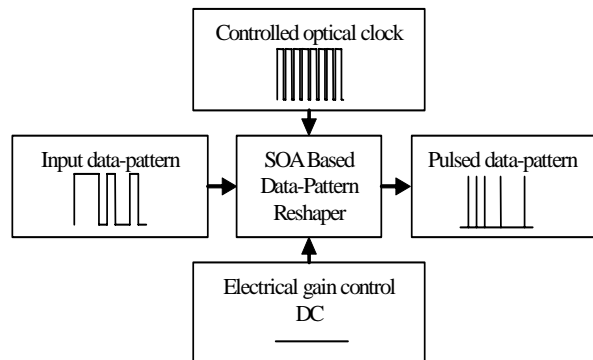 Controlled optical clock
Input data-pattern
SOA Based
Data-Pattern
Reshaper
Pulsed data-pattern
Electrical gain control
DC